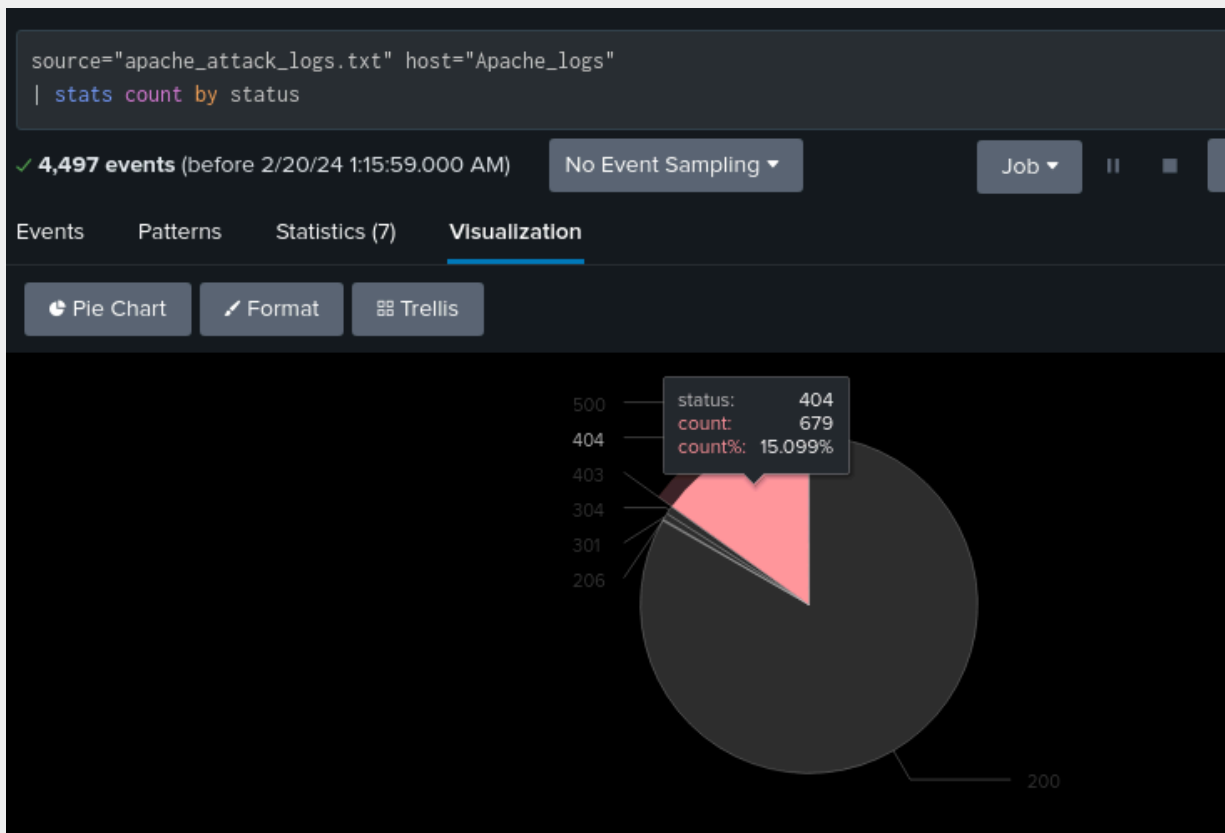 source="apache_attack_logs.txt" host="Apache_logs"
| stats count by status
4,497 events (before 2/20/24 1:15:59.000 AM) No Event Sampling Job
Events Patterns Statistics (7) Visualization
Pie Chart Format Trellis
500
404
403
304
301
206
status: 404
count: 679
count%: 15.099%
200